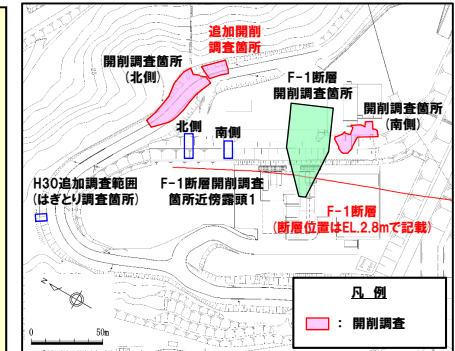 追加開削
調査箇所
開削調査箇所
(北側)
F-1断層
開削調査箇所
開削調査箇所
(南側)
北側
南側
H30追加調査範囲
(はぎとり調査箇所)
F-1断層開削調査
箇所近傍露頭1
F-1断層
(断層位置はEL.2.8mで記載)
N
0 50m
凡 例
:開削調査